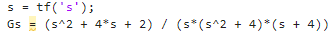 s = tf('s');
Gs = (s^2 + 4*s + 2) / (s*(s^2 + 4)*(s + 4))